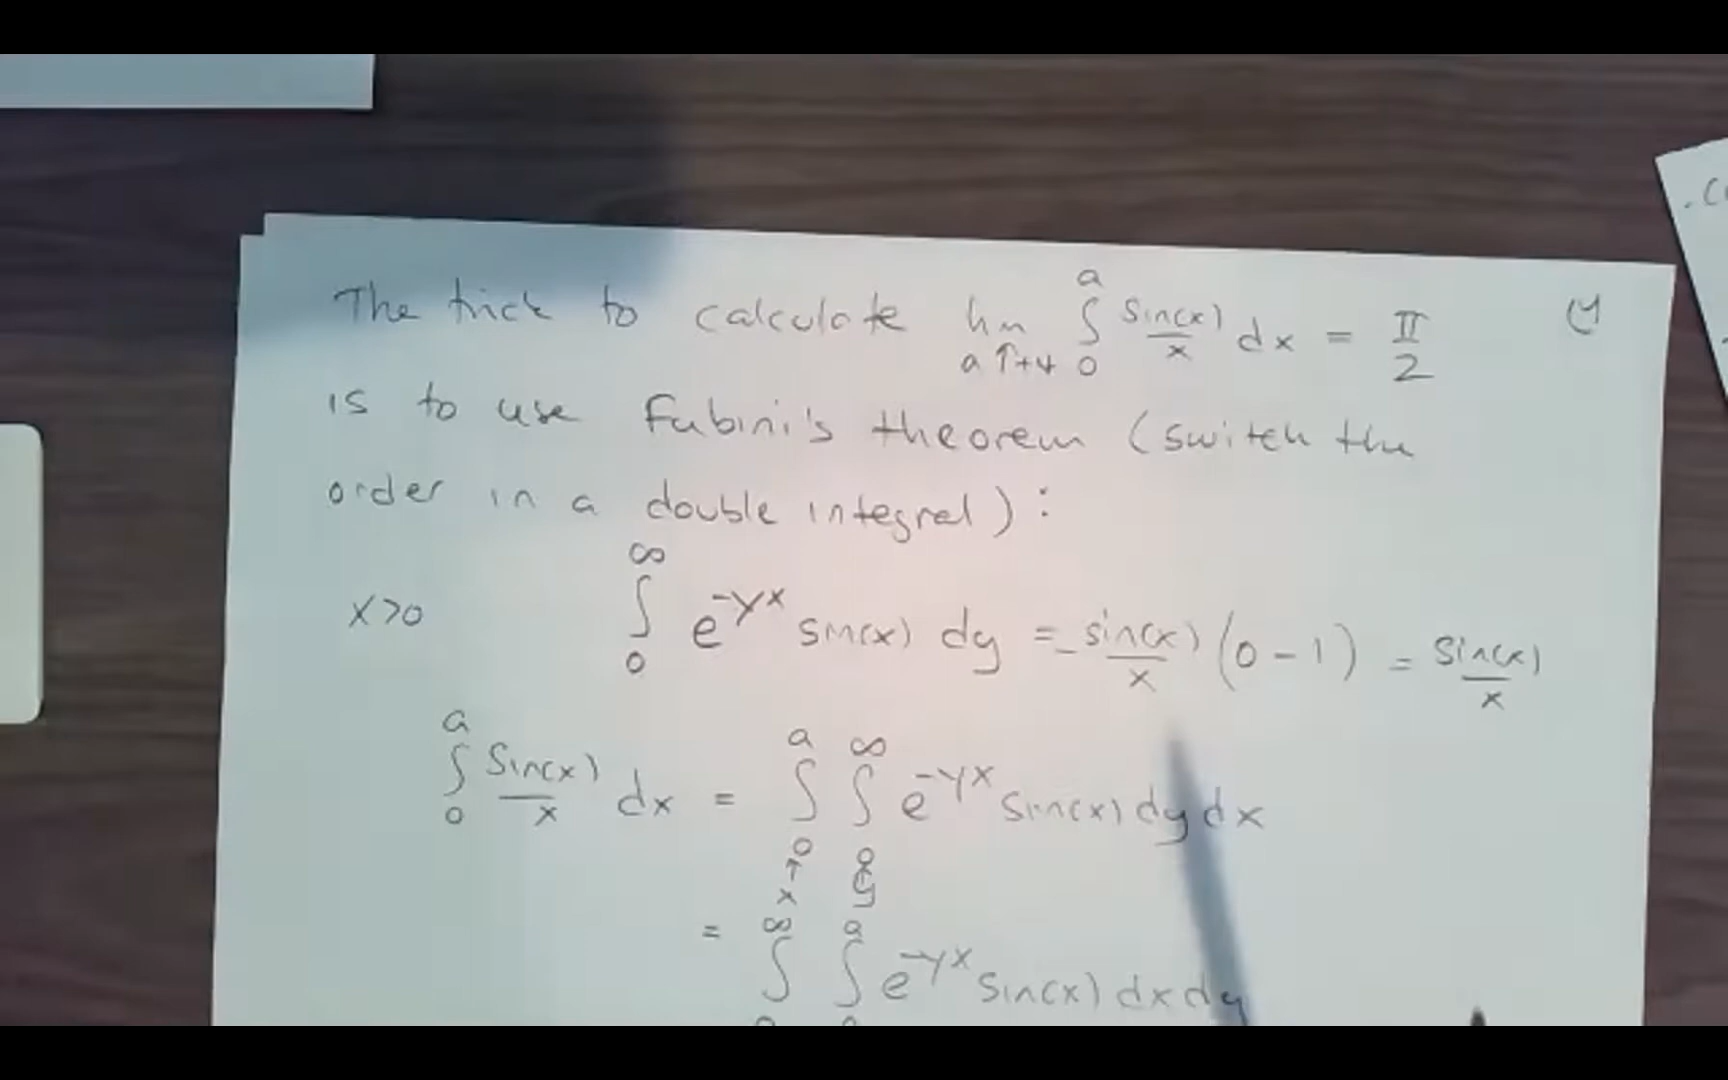 The trick to calculate lim a↑+∞ ∫₀ᵃ sin(x)/x dx = π/2
is to use Fubini's theorem (switch the
order in a double integral):
x>0 ∫₀^∞ e^{-yx} sin(x) dy = -sin(x)/x (0-1) = sin(x)/x
∫₀ᵃ sin(x)/x dx = ∫₀ᵃ ∫₀^∞ e^{-yx} sin(x) dy dx
= ∫₀^∞ ∫₀ᵃ e^{-yx} sin(x) dx dy